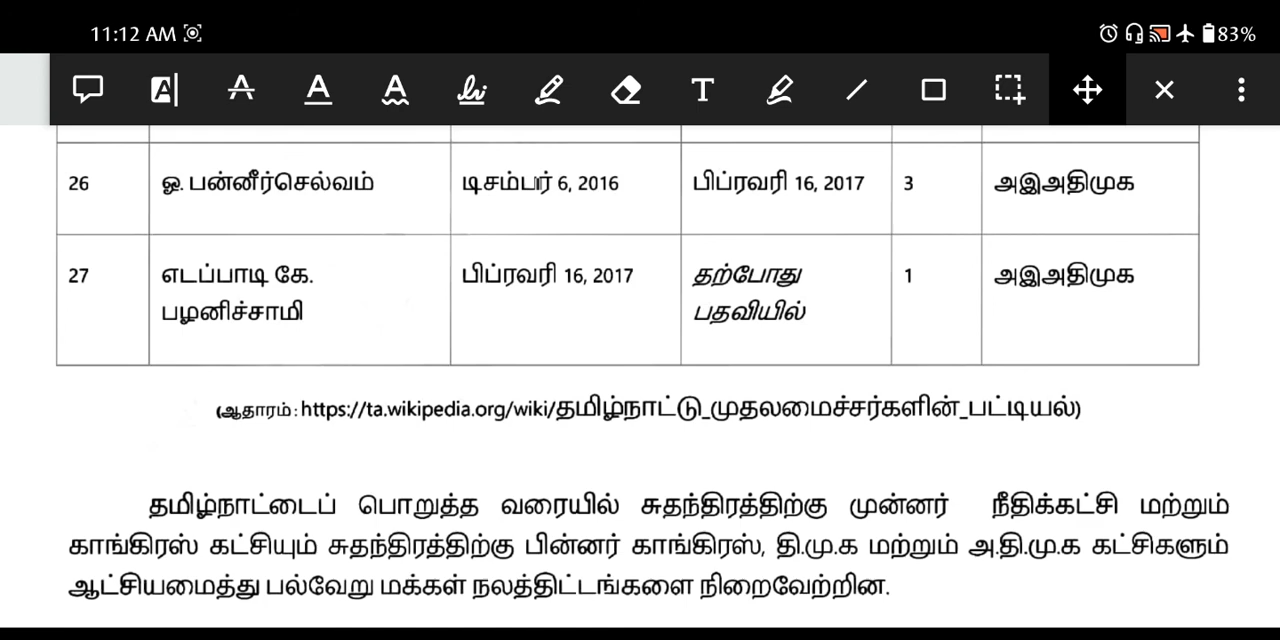 11:12 AM
83%
26 ஓ. பன்னீர்செல்வம் டிசம்பர் 6, 2016 பிப்ரவரி 16, 2017 3 அஇஅதிமுக
27 எடப்பாடி கே. பிப்ரவரி 16, 2017 தற்போது 1 அஇஅதிமுக
பழனிச்சாமி பதவியில்
(ஆதாரம் : https://ta.wikipedia.org/wiki/தமிழ்நாட்டு_முதலமைச்சர்களின்_பட்டியல்)
தமிழ்நாட்டைப் பொறுத்த வரையில் சுதந்திரத்திற்கு முன்னர் நீதிக்கட்சி மற்றும்
காங்கிரஸ் கட்சியும் சுதந்திரத்திற்கு பின்னர் காங்கிரஸ், தி.மு.க மற்றும் அ.தி.மு.க கட்சிகளும்
ஆட்சியமைத்து பல்வேறு மக்கள் நலத்திட்டங்களை நிறைவேற்றின.